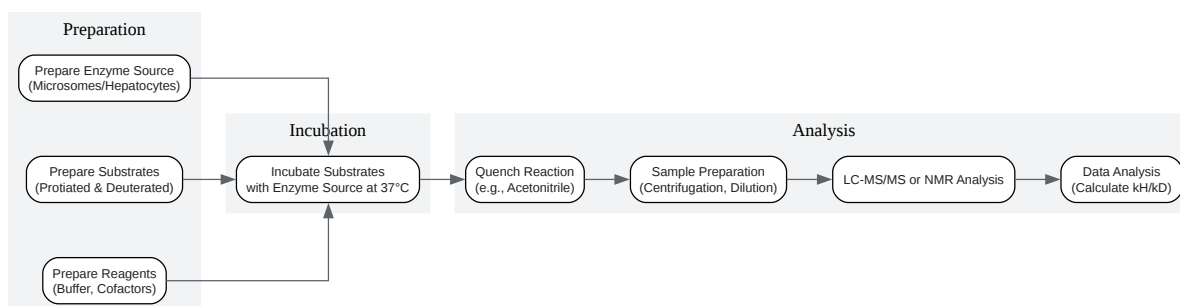 Preparation
Prepare Enzyme Source
(Microsomes/Hepatocytes)
Prepare Substrates
(Protiated & Deuterated)
Prepare Reagents
(Buffer, Cofactors)
Incubation
Incubate Substrates
with Enzyme Source at 37°C
Analysis
Quench Reaction
(e.g., Acetonitrile)
Sample Preparation
(Centrifugation, Dilution)
LC-MS/MS or NMR Analysis
Data Analysis
(Calculate kH/kD)